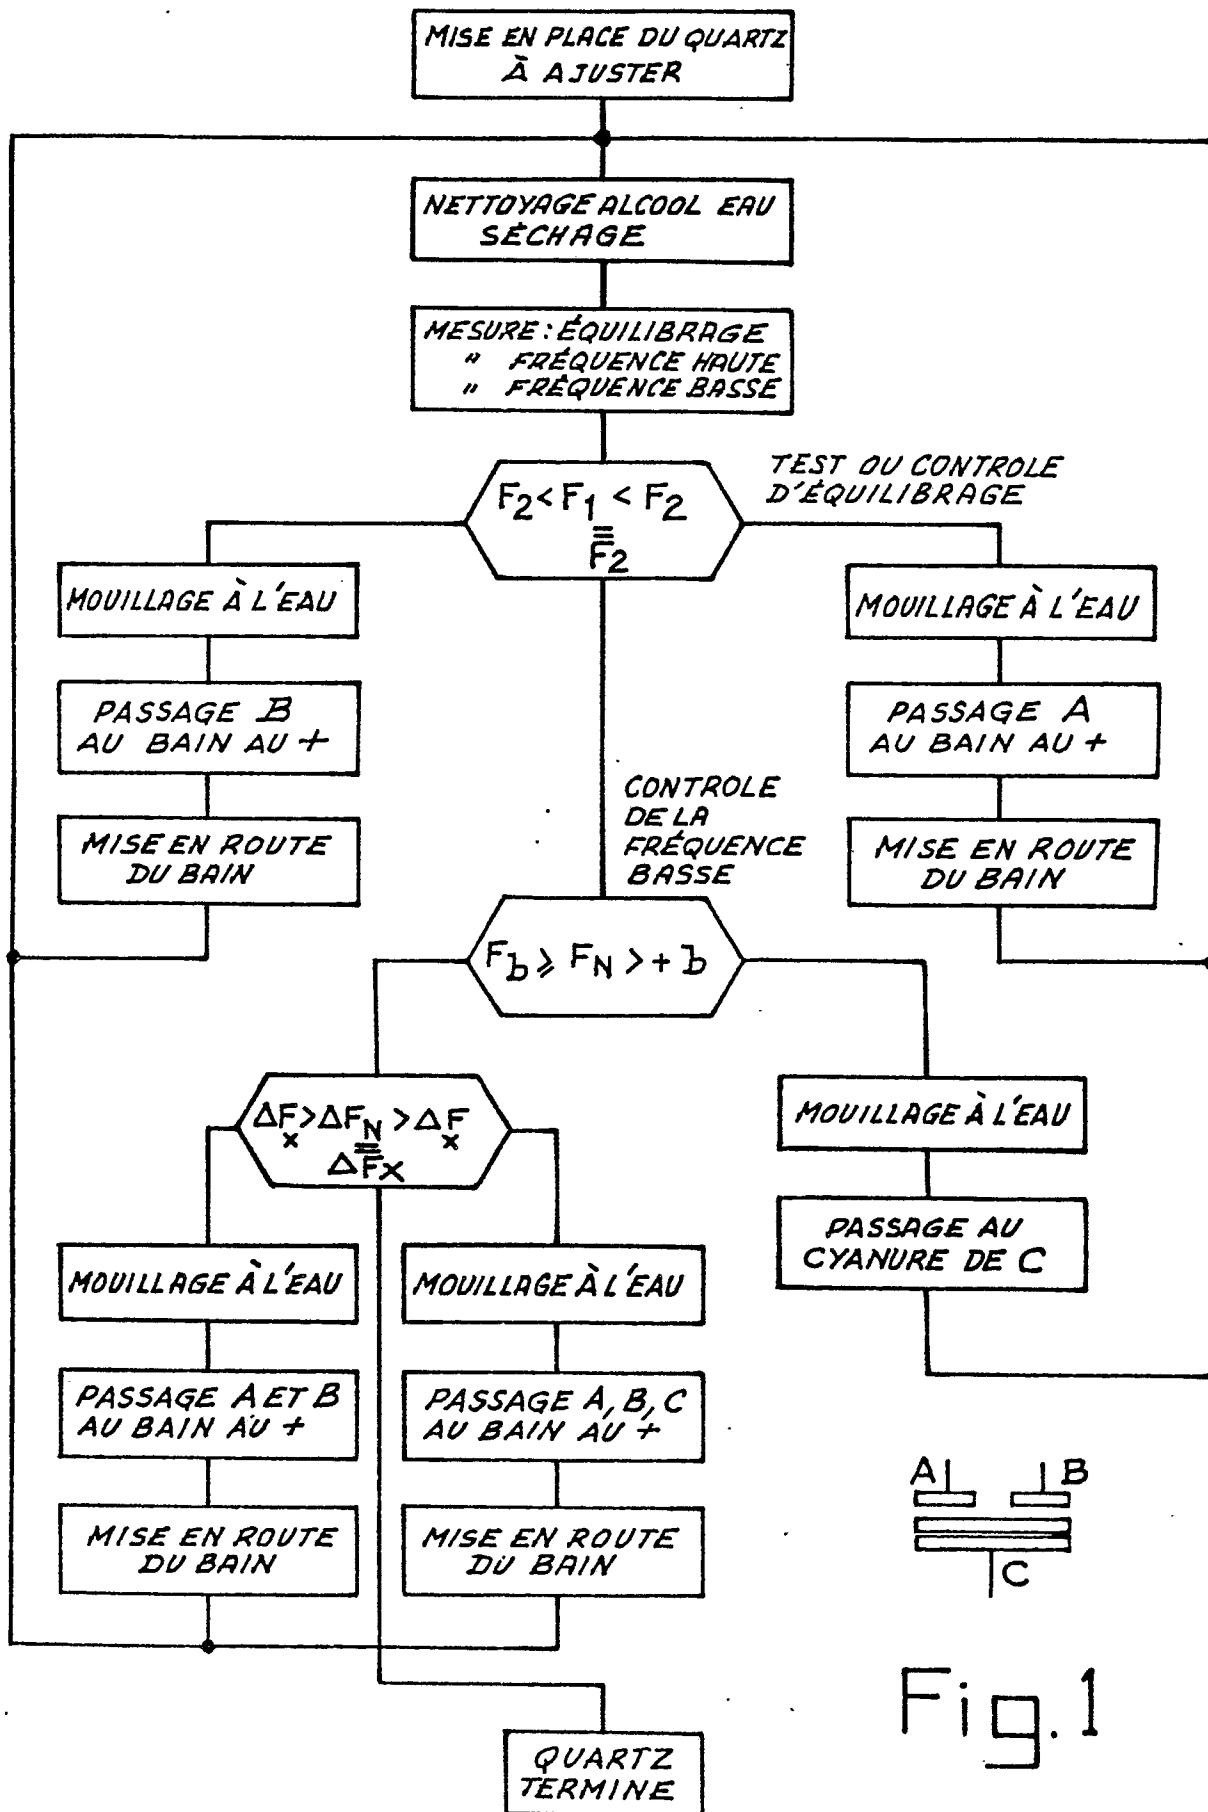 MISE EN PLACE DU QUARTZ
À AJUSTER
NETTOYAGE ALCOOL EAU
SÉCHAGE
MESURE : ÉQUILIBRAGE
" FRÉQUENCE HAUTE
" FRÉQUENCE BASSE
TEST OU CONTROLE
D'ÉQUILIBRAGE
F2 < F1 < F2
=
F2
MOUILLAGE À L'EAU
PASSAGE B
AU BAIN AU +
MISE EN ROUTE
DU BAIN
MOUILLAGE À L'EAU
PASSAGE A
AU BAIN AU +
MISE EN ROUTE
DU BAIN
CONTROLE
DE LA
FRÉQUENCE
BASSE
Fb ⩾ FN > + b
ΔFx > ΔFN > ΔFx
=
ΔFx
MOUILLAGE À L'EAU
PASSAGE AU
CYANURE DE C
MOUILLAGE À L'EAU
PASSAGE A ET B
AU BAIN AU +
MISE EN ROUTE
DU BAIN
MOUILLAGE À L'EAU
PASSAGE A, B, C
AU BAIN AU +
MISE EN ROUTE
DU BAIN
A B
C
QUARTZ
TERMINE
Fig. 1